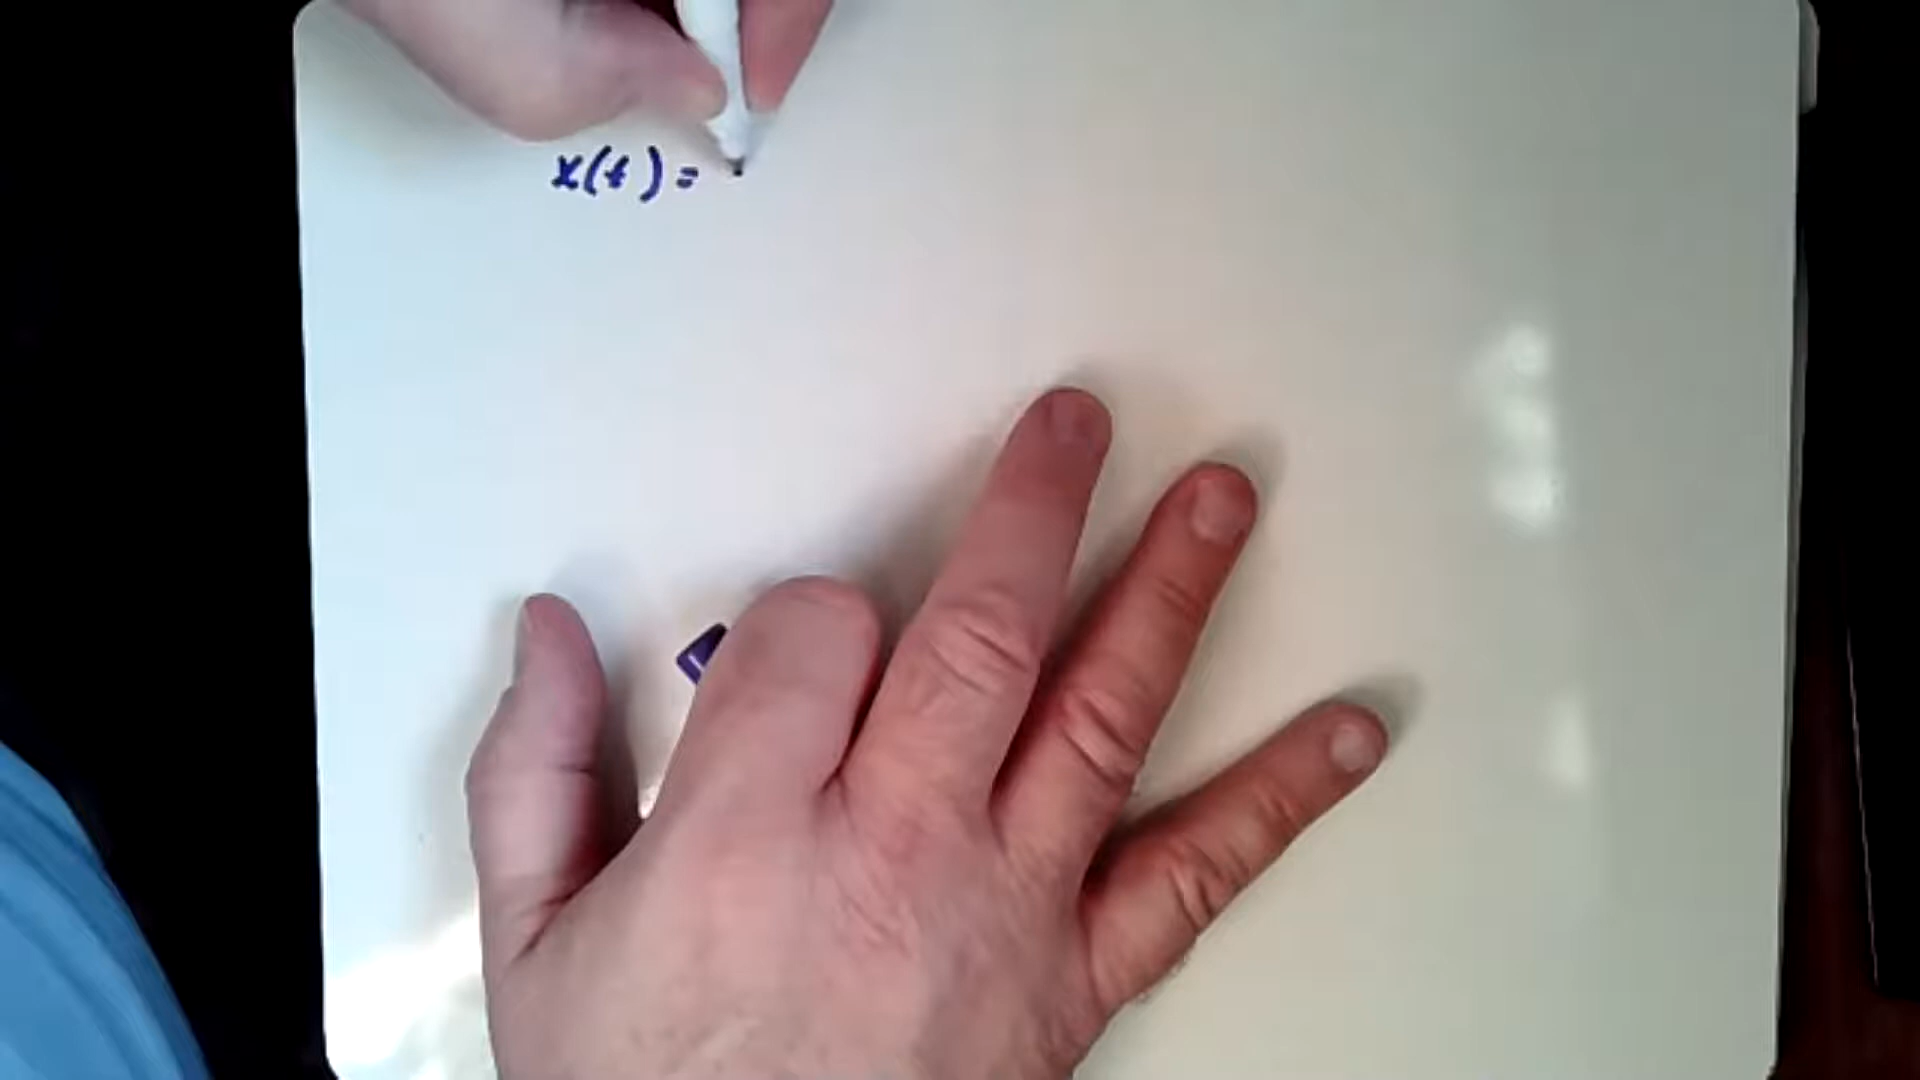 x(t) =